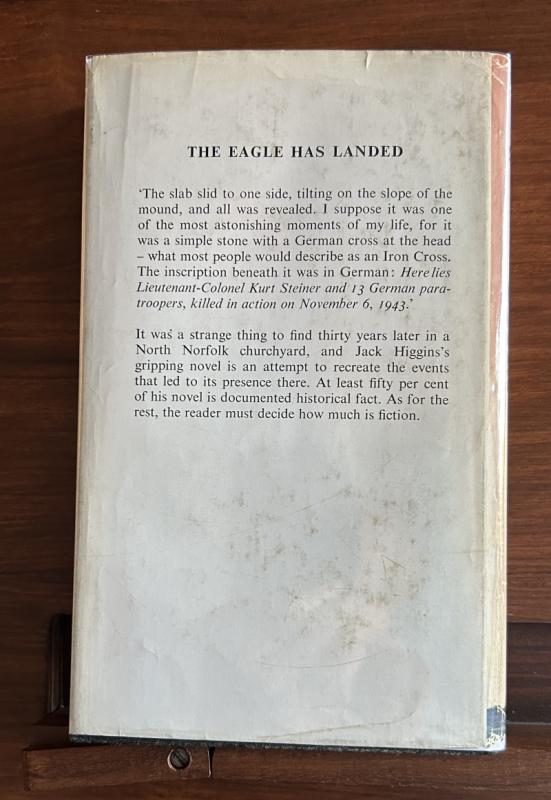 THE EAGLE HAS LANDED
‘The slab slid to one side, tilting on the slope of the
mound, and all was revealed. I suppose it was one
of the most astonishing moments of my life, for it
was a simple stone with a German cross at the head
– what most people would describe as an Iron Cross.
The inscription beneath it was in German: Here lies
Lieutenant-Colonel Kurt Steiner and 13 German para-
troopers, killed in action on November 6, 1943.’
It was a strange thing to find thirty years later in a
North Norfolk churchyard, and Jack Higgins's
gripping novel is an attempt to recreate the events
that led to its presence there. At least fifty per cent
of his novel is documented historical fact. As for the
rest, the reader must decide how much is fiction.